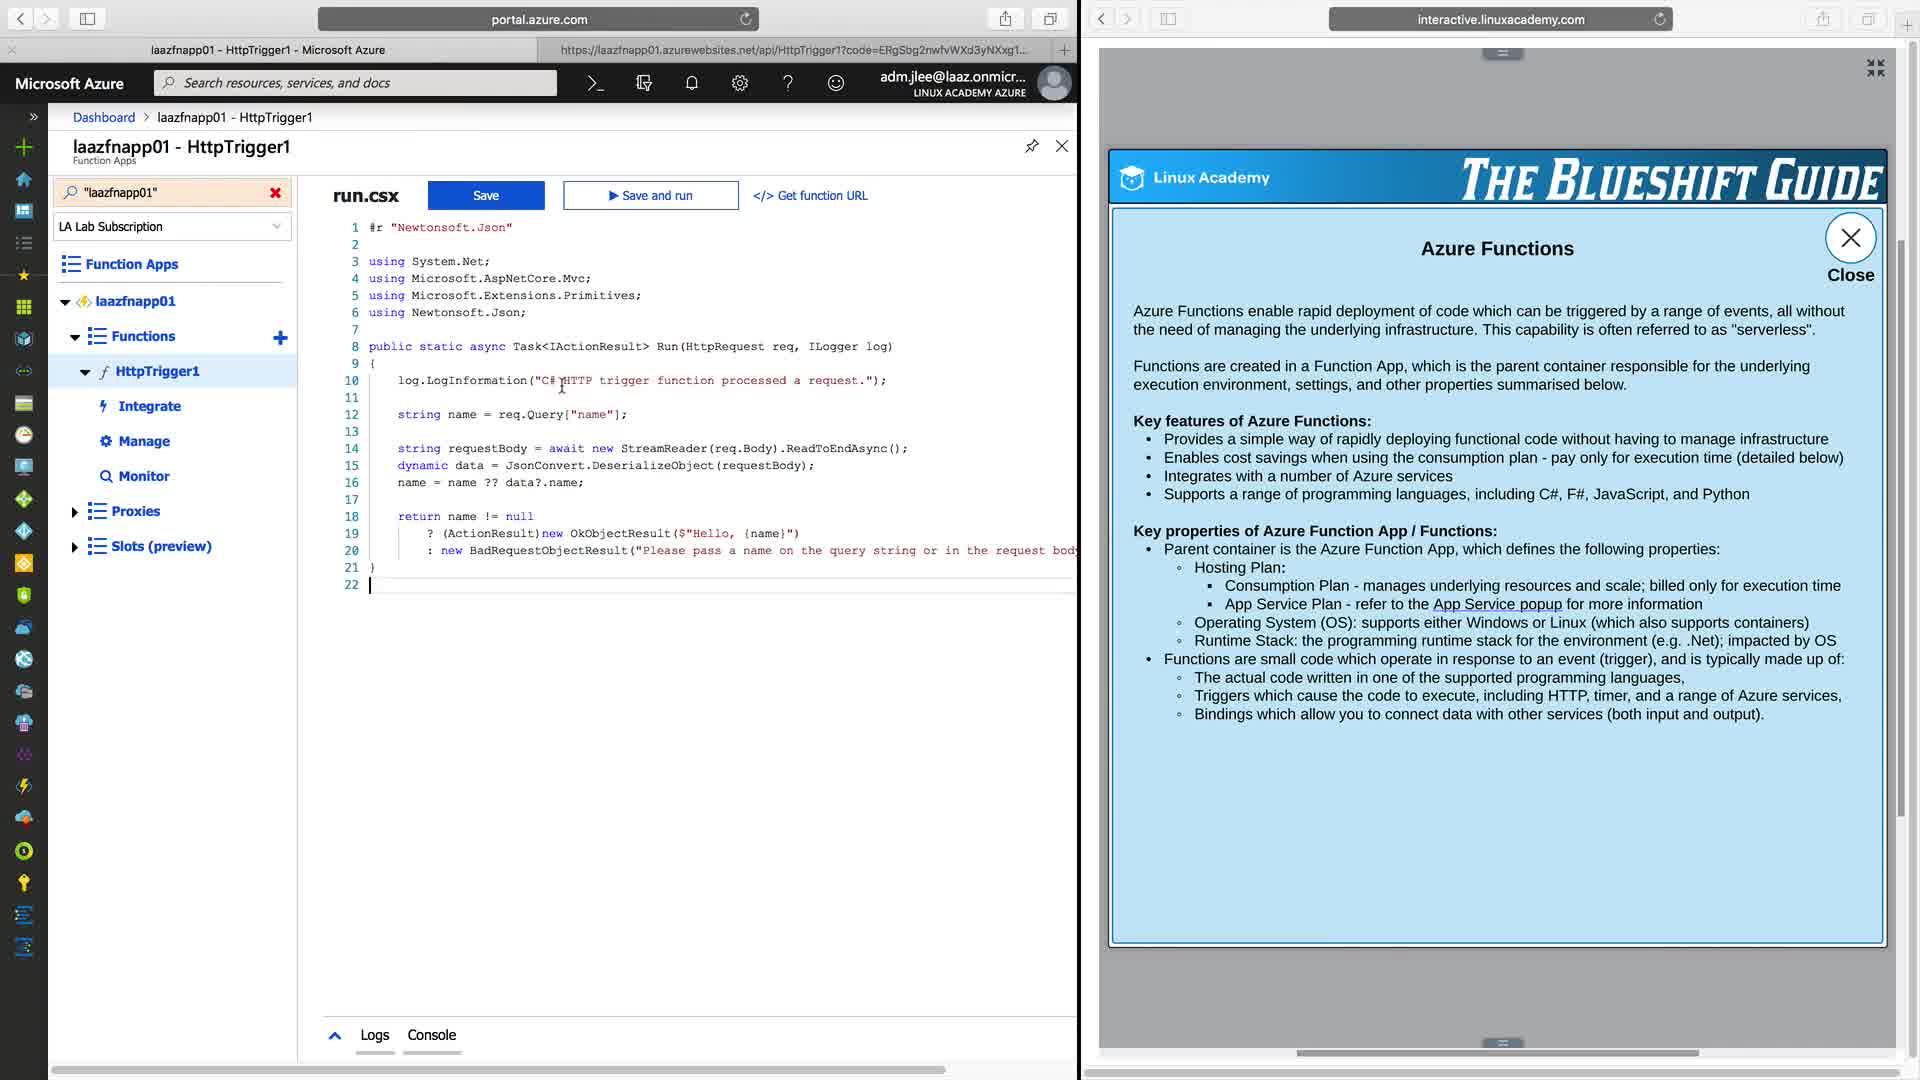 portal.azure.com
laazfnapp01 - HttpTrigger1 - Microsoft Azure
https://laazfnapp01.azurewebsites.net/api/HttpTrigger1?code=ERgSbg2nwfvWXd3yNXxg1...
Microsoft Azure
Search resources, services, and docs
adm.jlee@laaz.onmicr...
LINUX ACADEMY AZURE
Dashboard > laazfnapp01 - HttpTrigger1
laazfnapp01 - HttpTrigger1
Function Apps
"laazfnapp01"
LA Lab Subscription
Function Apps
laazfnapp01
Functions
HttpTrigger1
Integrate
Manage
Monitor
Proxies
Slots (preview)
run.csx
Save
Save and run
</> Get function URL
1 #r "Newtonsoft.Json"
2
3 using System.Net;
4 using Microsoft.AspNetCore.Mvc;
5 using Microsoft.Extensions.Primitives;
6 using Newtonsoft.Json;
7
8 public static async Task<IActionResult> Run(HttpRequest req, ILogger log)
9 {
10 log.LogInformation("C# HTTP trigger function processed a request.");
11
12 string name = req.Query["name"];
13
14 string requestBody = await new StreamReader(req.Body).ReadToEndAsync();
15 dynamic data = JsonConvert.DeserializeObject(requestBody);
16 name = name ?? data?.name;
17
18 return name != null
19 ? (ActionResult)new OkObjectResult($"Hello, {name}")
20 : new BadRequestObjectResult("Please pass a name on the query string or in the request body
21 }
22
Logs
Console
interactive.linuxacademy.com
Linux Academy
THE BLUESHIFT GUIDE
Azure Functions
Close
Azure Functions enable rapid deployment of code which can be triggered by a range of events, all without
the need of managing the underlying infrastructure. This capability is often referred to as "serverless".
Functions are created in a Function App, which is the parent container responsible for the underlying
execution environment, settings, and other properties summarised below.
Key features of Azure Functions:
• Provides a simple way of rapidly deploying functional code without having to manage infrastructure
• Enables cost savings when using the consumption plan - pay only for execution time (detailed below)
• Integrates with a number of Azure services
• Supports a range of programming languages, including C#, F#, JavaScript, and Python
Key properties of Azure Function App / Functions:
• Parent container is the Azure Function App, which defines the following properties:
◦ Hosting Plan:
▪ Consumption Plan - manages underlying resources and scale; billed only for execution time
▪ App Service Plan - refer to the App Service popup for more information
◦ Operating System (OS): supports either Windows or Linux (which also supports containers)
◦ Runtime Stack: the programming runtime stack for the environment (e.g. .Net); impacted by OS
• Functions are small code which operate in response to an event (trigger), and is typically made up of:
◦ The actual code written in one of the supported programming languages,
◦ Triggers which cause the code to execute, including HTTP, timer, and a range of Azure services,
◦ Bindings which allow you to connect data with other services (both input and output).